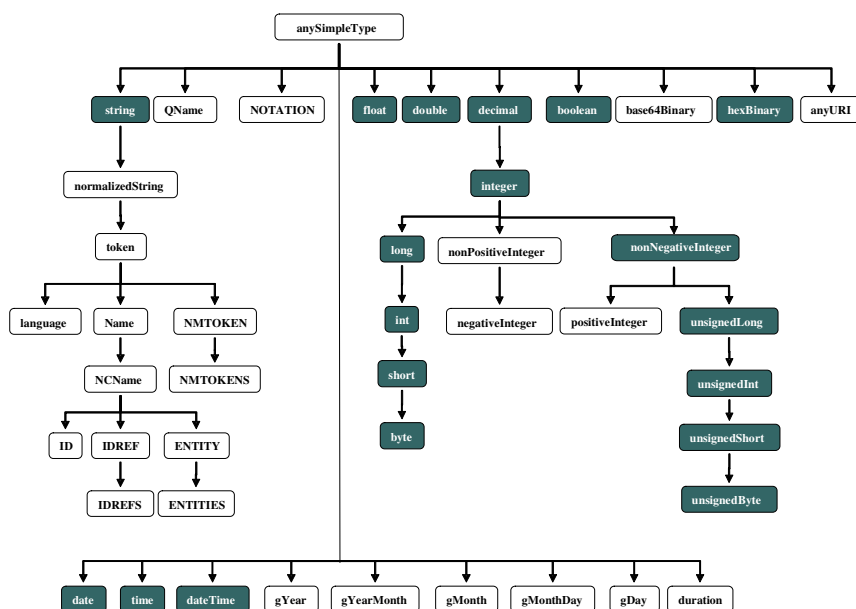 anySimpleType
string QName NOTATION float double decimal boolean base64Binary hexBinary anyURI
normalizedString integer
token long nonPositiveInteger nonNegativeInteger
language Name NMTOKEN int negativeInteger positiveInteger unsignedLong
NCName NMTOKENS short unsignedInt
ID IDREF ENTITY byte unsignedShort
IDREFS ENTITIES unsignedByte
date time dateTime gYear gYearMonth gMonth gMonthDay gDay duration